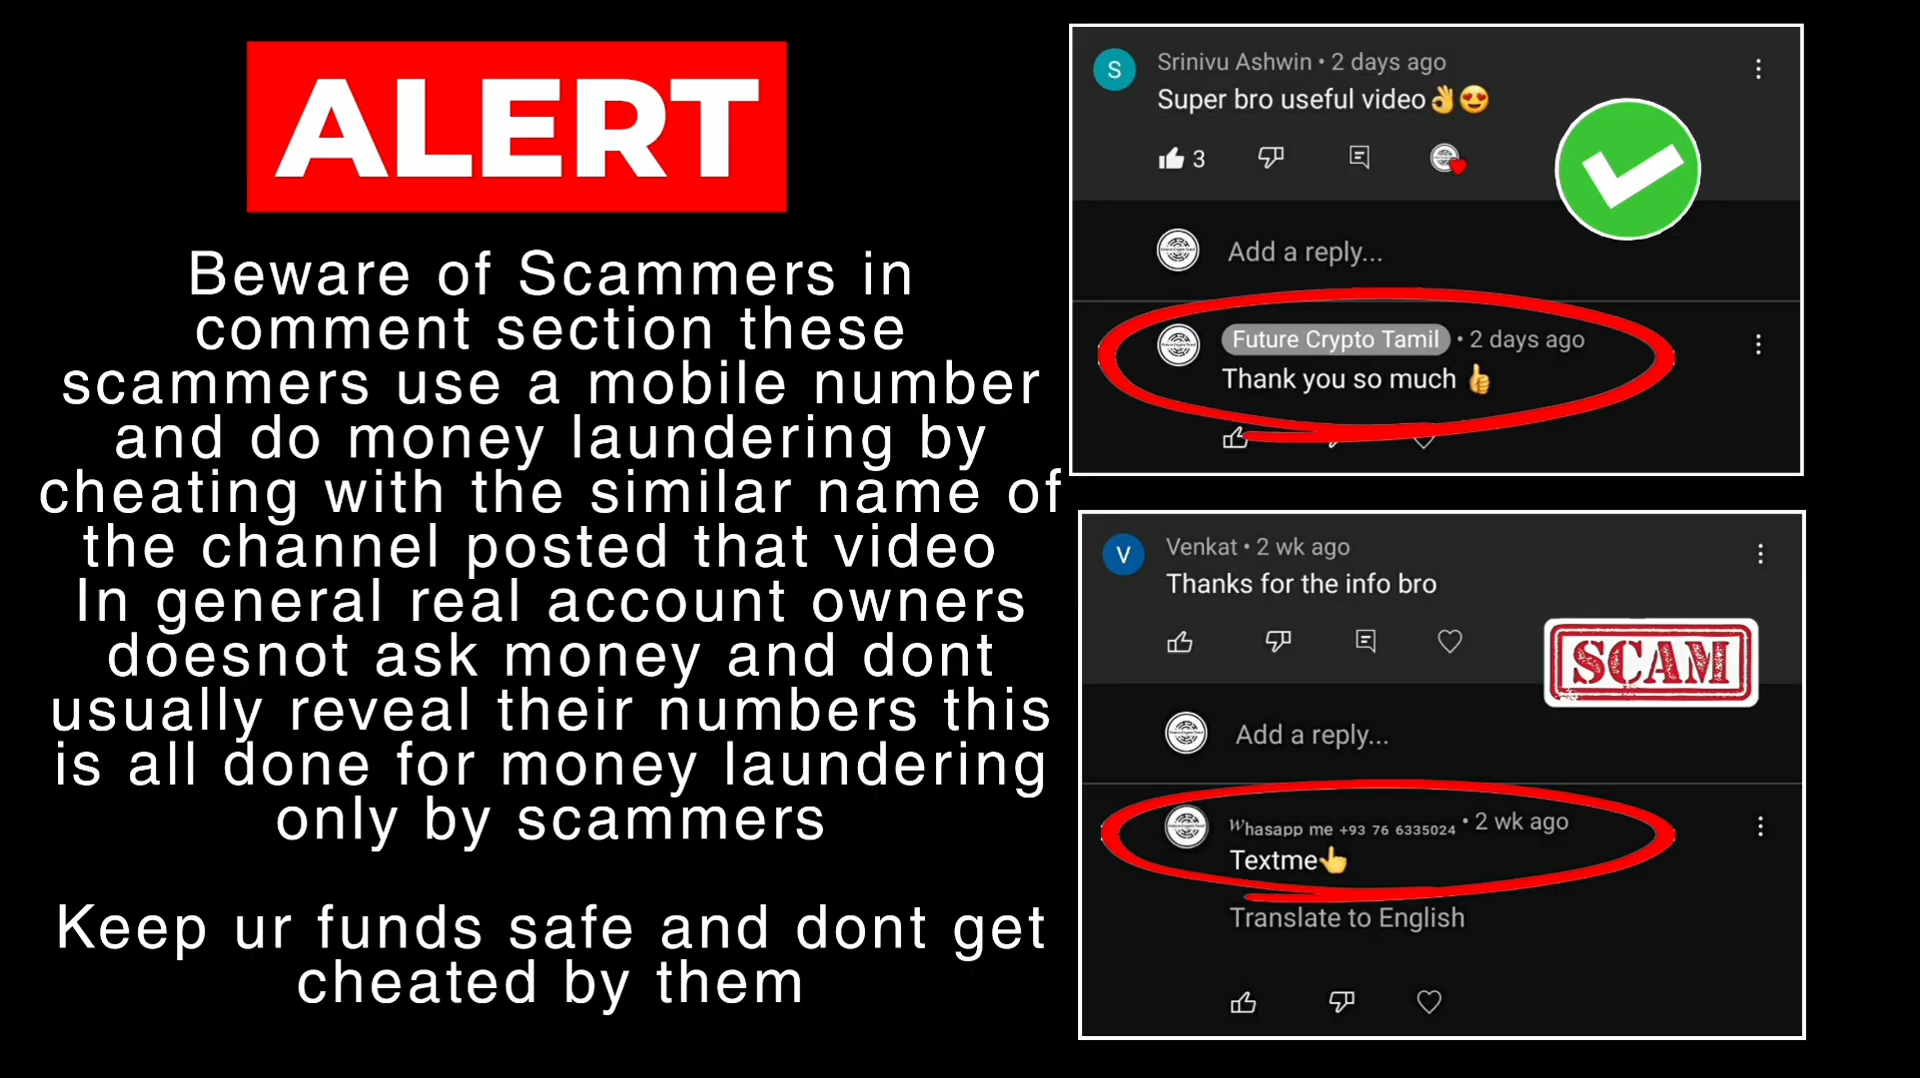 ALERT
Beware of Scammers in
comment section these
scammers use a mobile number
and do money laundering by
cheating with the similar name of
the channel posted that video
In general real account owners
doesnot ask money and dont
usually reveal their numbers this
is all done for money laundering
only by scammers
Keep ur funds safe and dont get
cheated by them
S
Srinivu Ashwin • 2 days ago
Super bro useful video👌😍
3
Add a reply...
Future Crypto Tamil • 2 days ago
Thank you so much 👍
V
Venkat • 2 wk ago
Thanks for the info bro
SCAM
Add a reply...
Whasapp me +93 76 6335024 • 2 wk ago
Textme👆
Translate to English